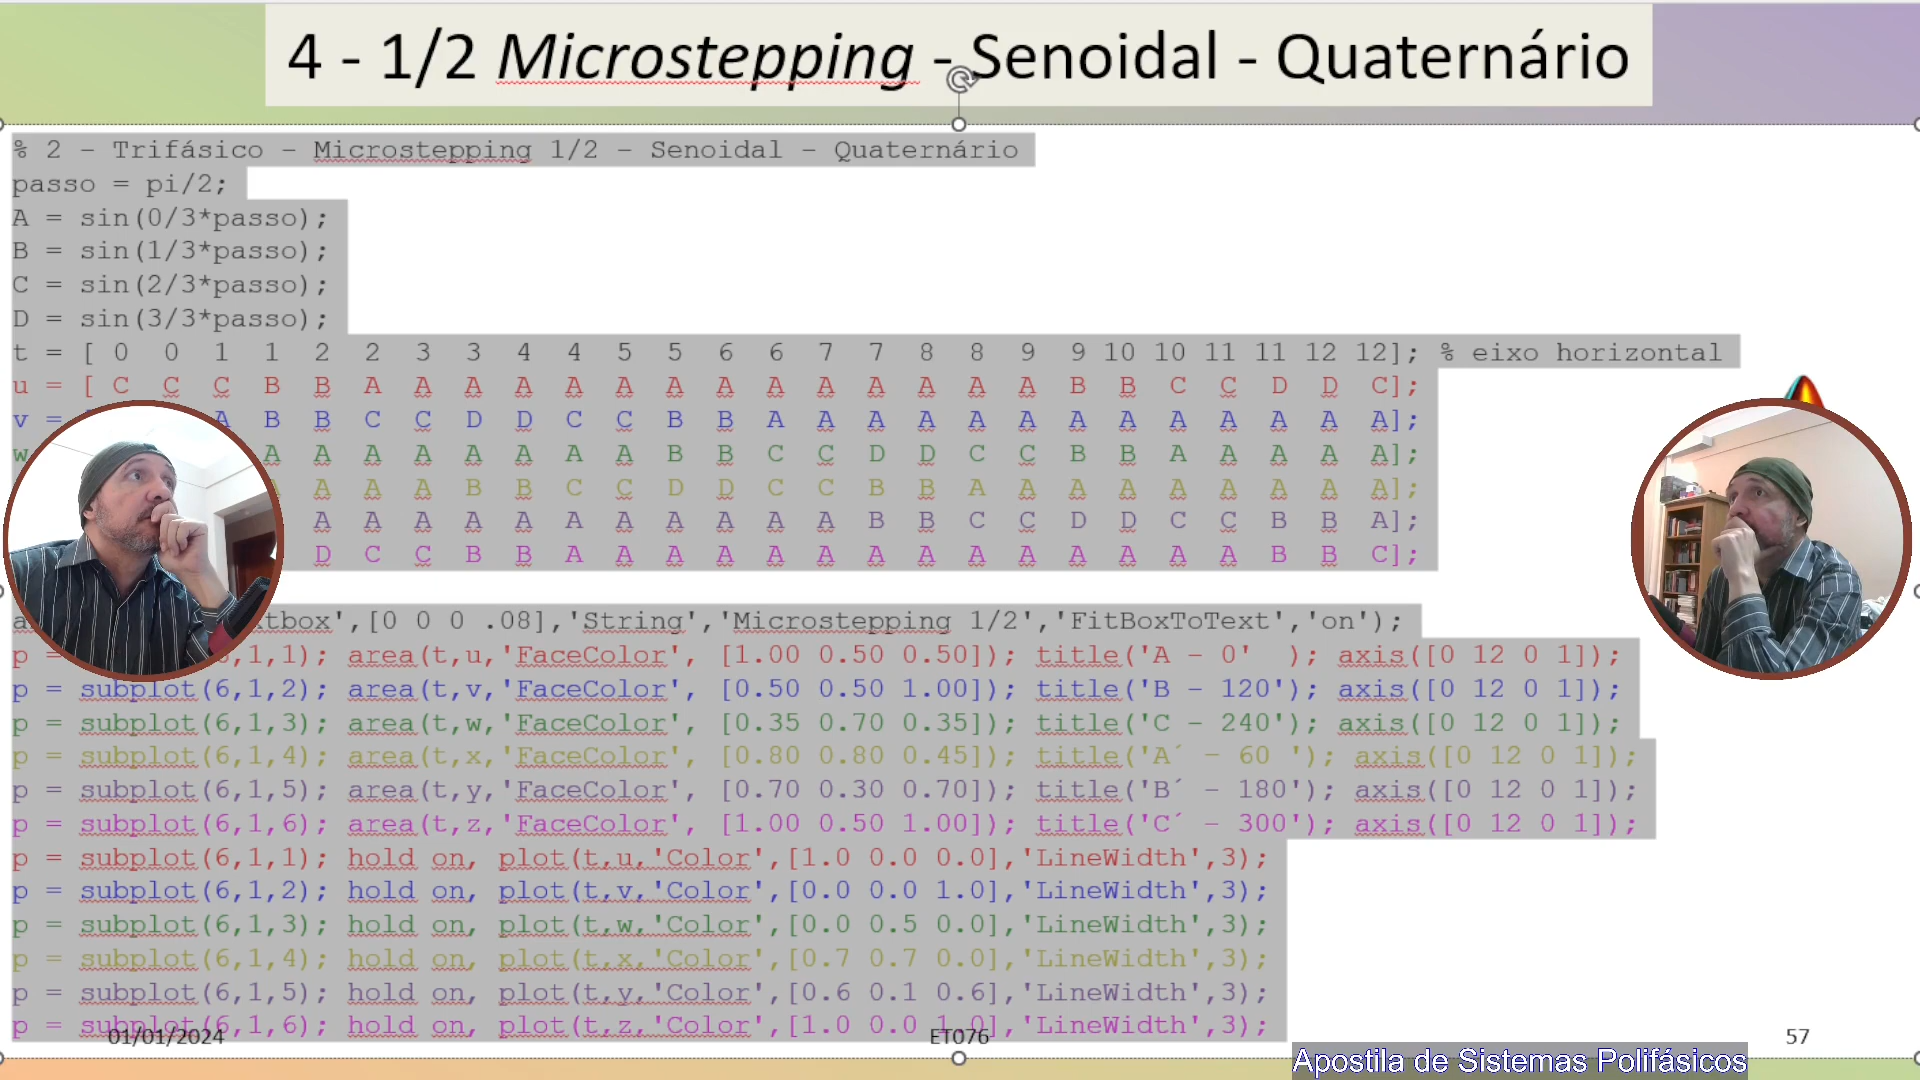 4 - 1/2 Microstepping - Senoidal - Quaternário
% 2 – Trifásico – Microstepping 1/2 – Senoidal – Quaternário
passo = pi/2;
A = sin(0/3*passo);
B = sin(1/3*passo);
C = sin(2/3*passo);
D = sin(3/3*passo);
t = [ 0 0 1 1 2 2 3 3 4 4 5 5 6 6 7 7 8 8 9 9 10 10 11 11 12 12]; % eixo horizontal
u = [ C C C B B A A A A A A A A A A A A A A B B C C D D C];
v = A B B C C D D C C B B A A A A A A A A A A A A A];
w A A A A A A A A B B C C D D C C B B A A A A A];
A A A B B C C D D C C B B A A A A A A A A A];
A A A A A A A A A A A B B C C D D C C B B A];
D C C B B A A A A A A A A A A A A A A B B C];
tbox',[0 0 0 .08],'String','Microstepping 1/2','FitBoxToText','on');
p = 6,1,1); area(t,u,'FaceColor', [1.00 0.50 0.50]); title('A – 0' ); axis([0 12 0 1]);
p = subplot(6,1,2); area(t,v,'FaceColor', [0.50 0.50 1.00]); title('B – 120'); axis([0 12 0 1]);
p = subplot(6,1,3); area(t,w,'FaceColor', [0.35 0.70 0.35]); title('C – 240'); axis([0 12 0 1]);
p = subplot(6,1,4); area(t,x,'FaceColor', [0.80 0.80 0.45]); title('A´ – 60 '); axis([0 12 0 1]);
p = subplot(6,1,5); area(t,y,'FaceColor', [0.70 0.30 0.70]); title('B´ – 180'); axis([0 12 0 1]);
p = subplot(6,1,6); area(t,z,'FaceColor', [1.00 0.50 1.00]); title('C´ – 300'); axis([0 12 0 1]);
p = subplot(6,1,1); hold on, plot(t,u,'Color',[1.0 0.0 0.0],'LineWidth',3);
p = subplot(6,1,2); hold on, plot(t,v,'Color',[0.0 0.0 1.0],'LineWidth',3);
p = subplot(6,1,3); hold on, plot(t,w,'Color',[0.0 0.5 0.0],'LineWidth',3);
p = subplot(6,1,4); hold on, plot(t,x,'Color',[0.7 0.7 0.0],'LineWidth',3);
p = subplot(6,1,5); hold on, plot(t,y,'Color',[0.6 0.1 0.6],'LineWidth',3);
p = subplot(6,1,6); hold on, plot(t,z,'Color',[1.0 0.0 1.0],'LineWidth',3);
01/01/2024 ET076 57
Apostila de Sistemas Polifásicos